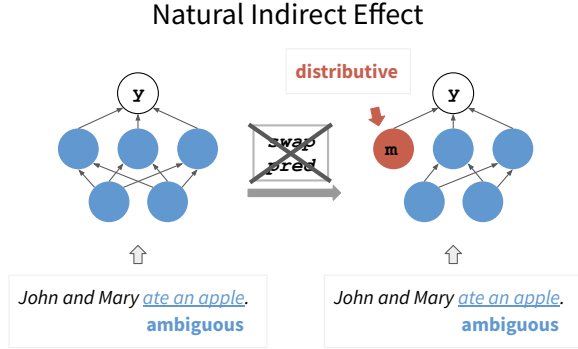 Natural Indirect Effect
distributive
y
y
swap
pred
m
John and Mary ate an apple.
ambiguous
John and Mary ate an apple.
ambiguous